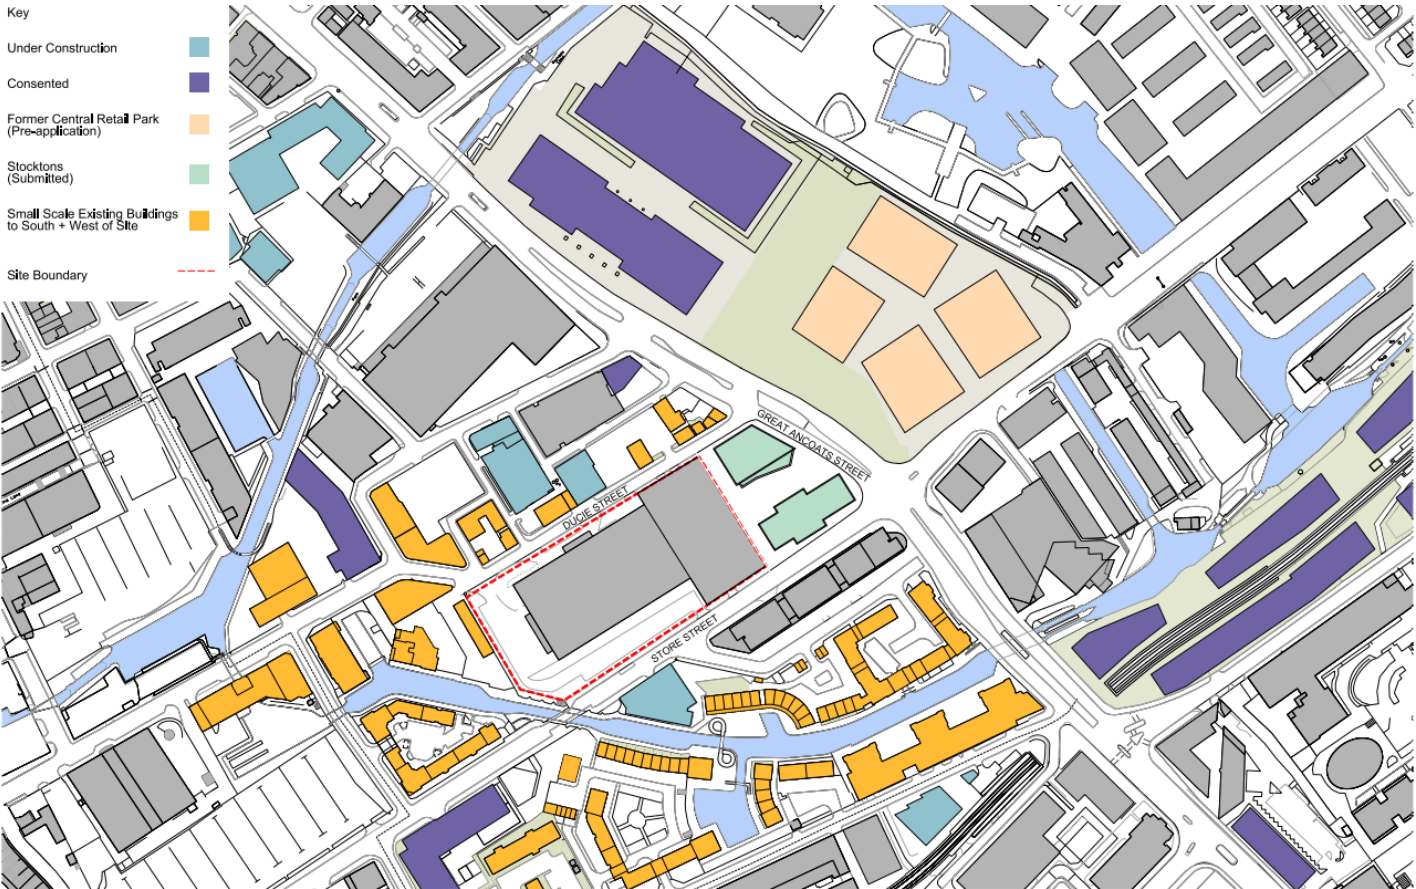 Key
Under Construction
Consented
Former Central Retail Park
(Pre-application)
Stocktons
(Submitted)
Small Scale Existing Buildings
to South + West of Site
Site Boundary
GREAT ANCOATS STREET
DUCIE STREET
STORE STREET